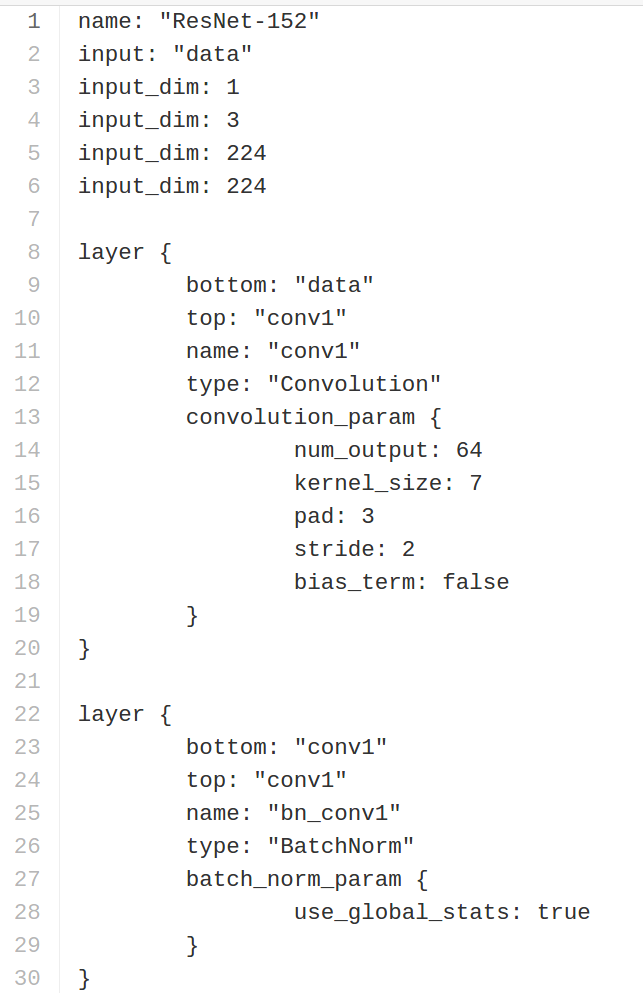 1 name: "ResNet-152"
2 input: "data"
3 input_dim: 1
4 input_dim: 3
5 input_dim: 224
6 input_dim: 224
7
8 layer {
9         bottom: "data"
10         top: "conv1"
11         name: "conv1"
12         type: "Convolution"
13         convolution_param {
14                 num_output: 64
15                 kernel_size: 7
16                 pad: 3
17                 stride: 2
18                 bias_term: false
19         }
20 }
21
22 layer {
23         bottom: "conv1"
24         top: "conv1"
25         name: "bn_conv1"
26         type: "BatchNorm"
27         batch_norm_param {
28                 use_global_stats: true
29         }
30 }